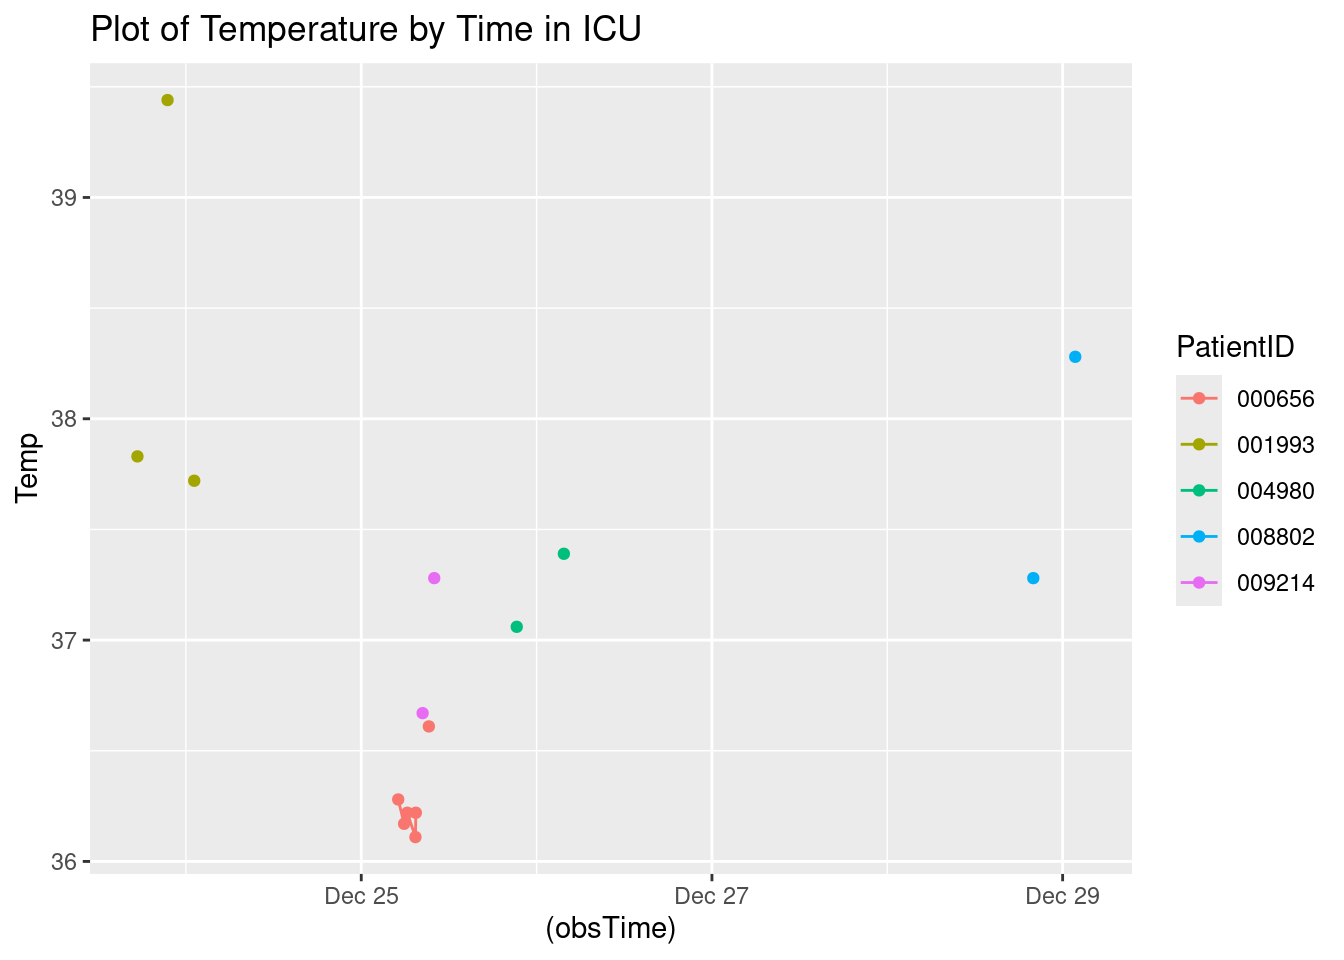 Plot of Temperature by Time in ICU
39
38
37
36
Temp
Dec 25
Dec 27
Dec 29
(obsTime)
PatientID
000656
001993
004980
008802
009214